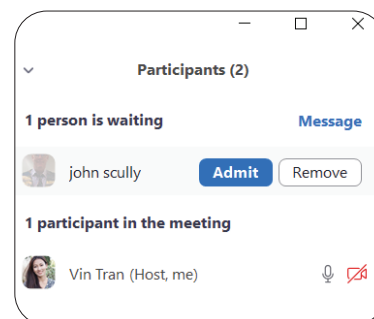 Participants (2)
1 person is waiting Message
john scully Admit Remove
1 participant in the meeting
Vin Tran (Host, me)